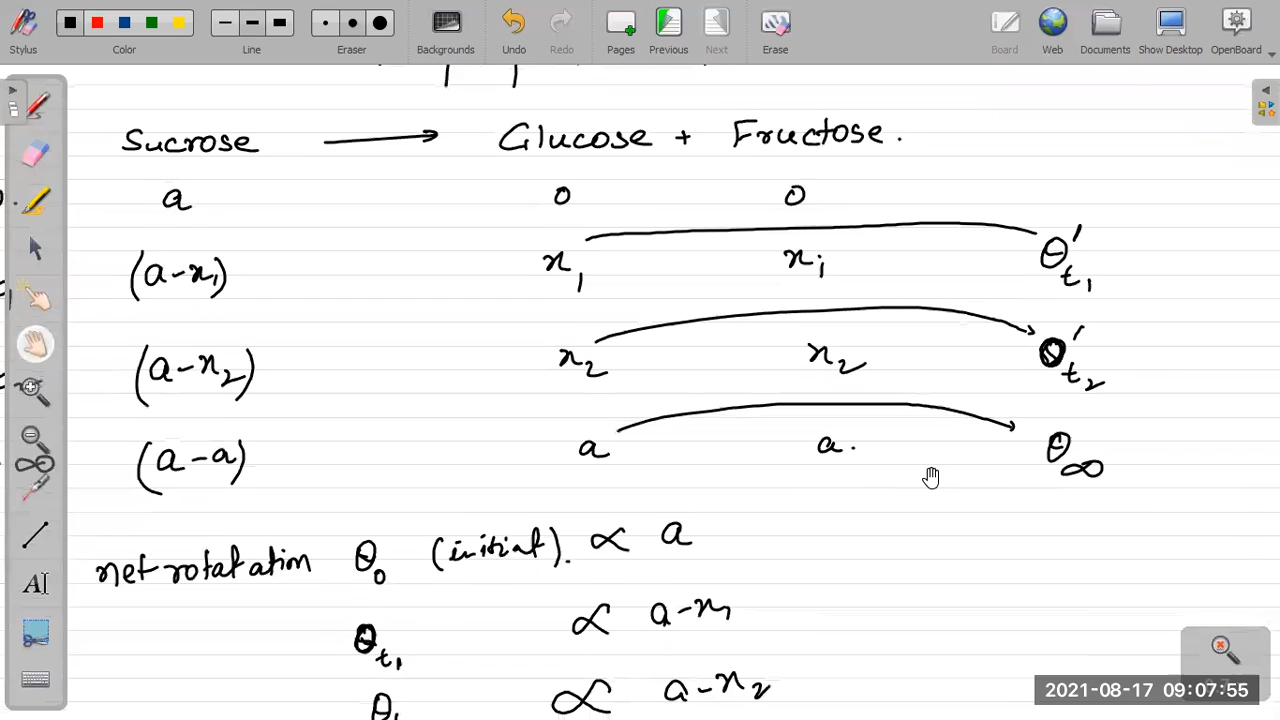 Stylus Color Line Eraser Backgrounds Undo Redo Pages Previous Next Erase Board Web Documents Show Desktop OpenBoard
Sucrose ⟶ Glucose + Fructose.
a 0 0
(a-x₁) x₁ x₁ θ'ₜ₁
(a-x₂) x₂ x₂ θ'ₜ₂
(a-a) a a. θ∞
net rotatation θ₀ (initial). ∝ a
θₜ₁ ∝ a-x₁
θₜ ∝ a-x₂
2021-08-17 09:07:55